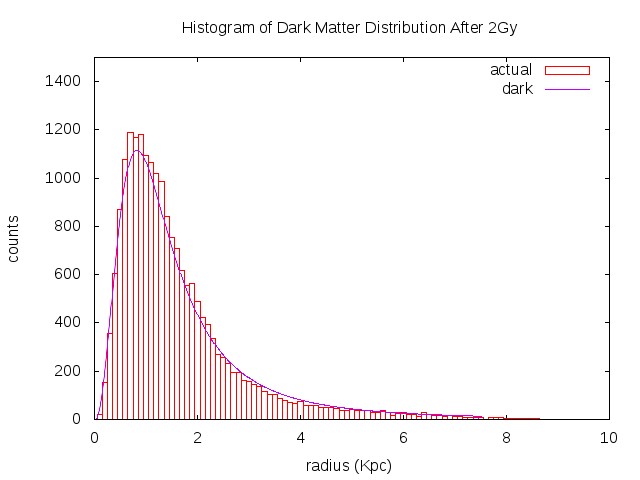 Histogram of Dark Matter Distribution After 2Gy
actual
dark
1400
1200
1000
800
600
400
200
0
counts
0 2 4 6 8 10
radius (Kpc)